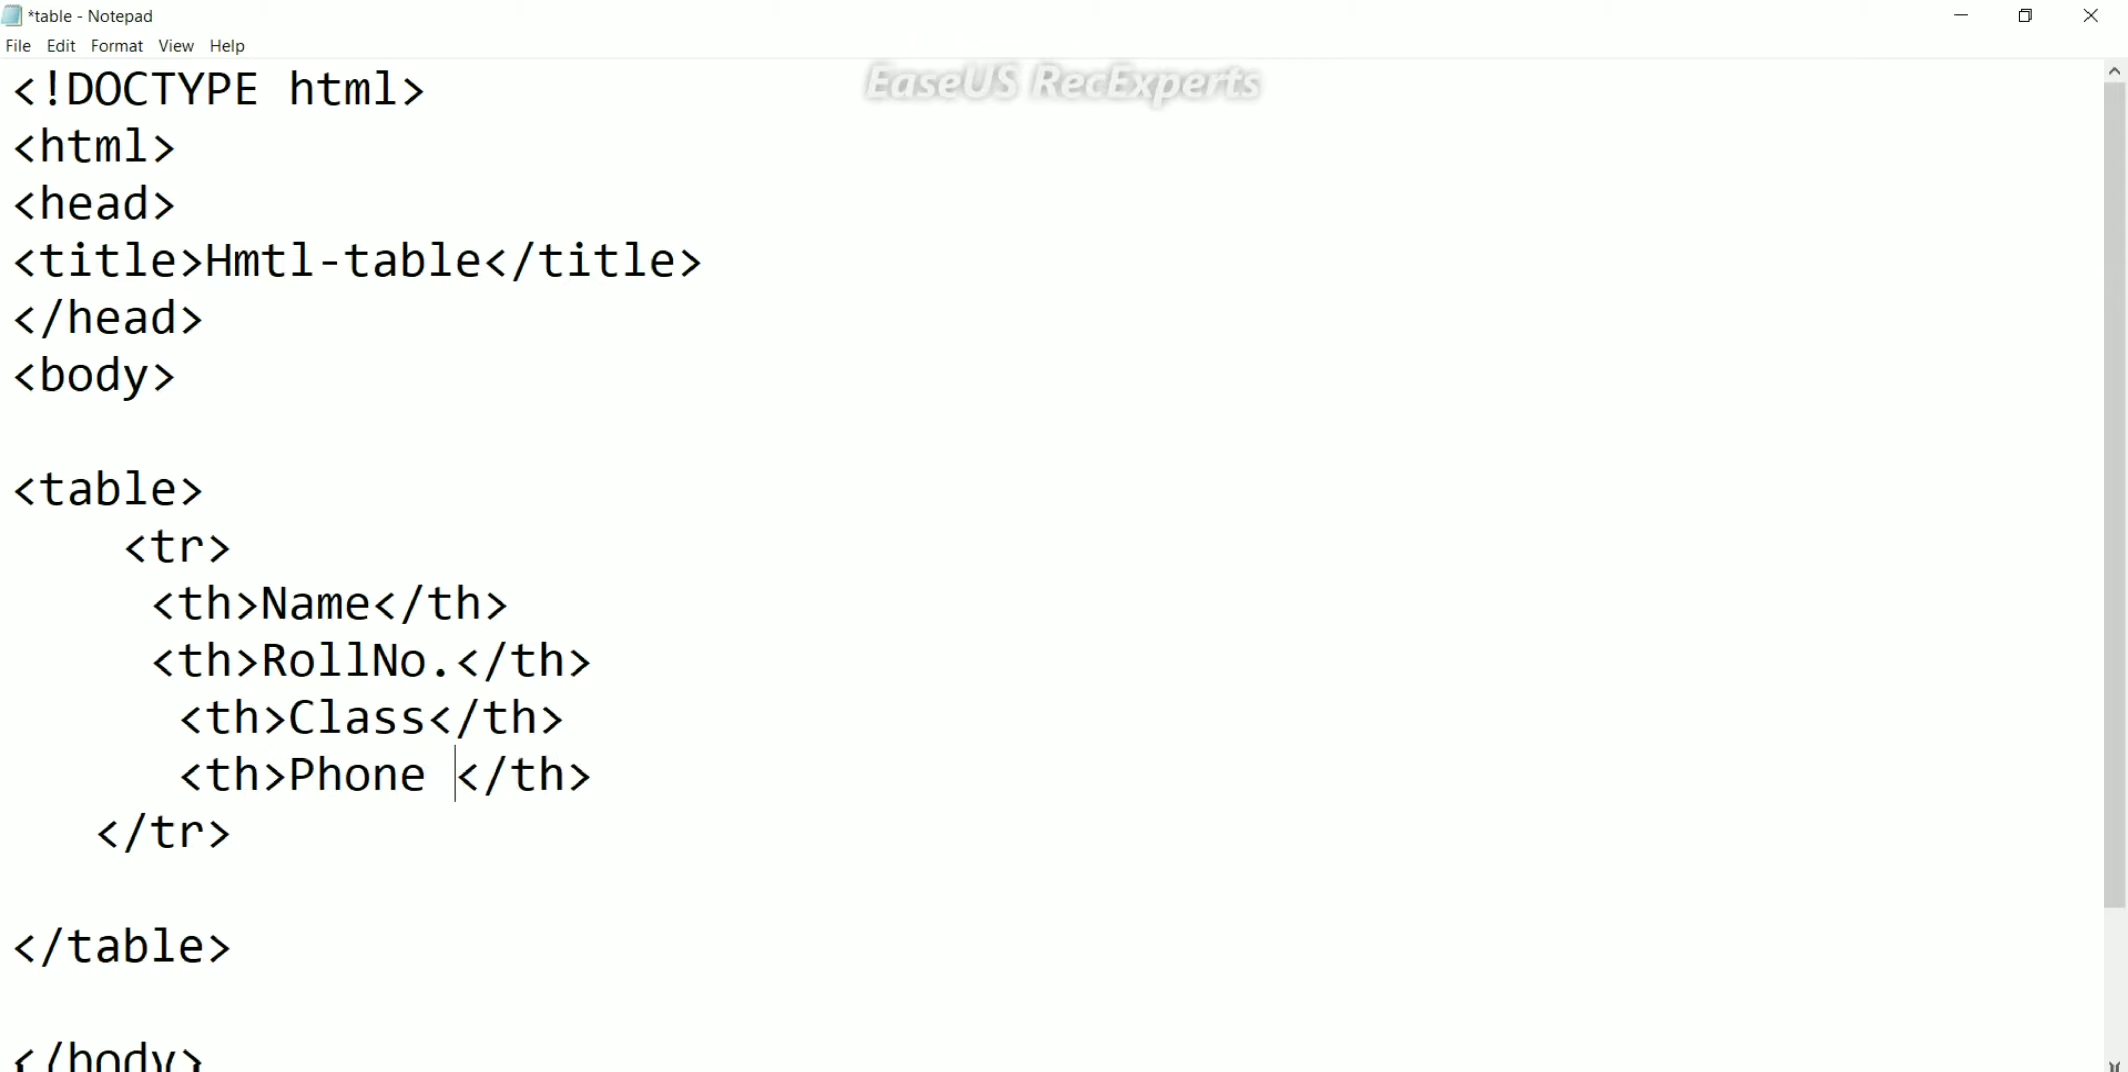 *table - Notepad
File Edit Format View Help
EaseUS RecExperts
<!DOCTYPE html>
<html>
<head>
<title>Hmtl-table</title>
</head>
<body>
<table>
<tr>
<th>Name</th>
<th>RollNo.</th>
<th>Class</th>
<th>Phone </th>
</tr>
</table>
</body>